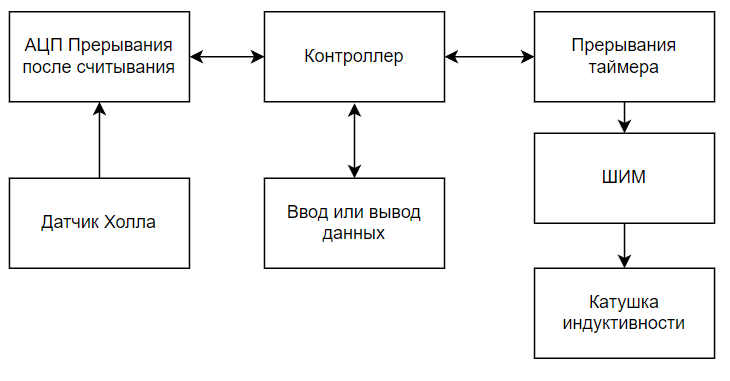 АЦП Прерывания
после считывания
Контроллер
Прерывания
таймера
Датчик Холла
Ввод или вывод
данных
ШИМ
Катушка
индуктивности